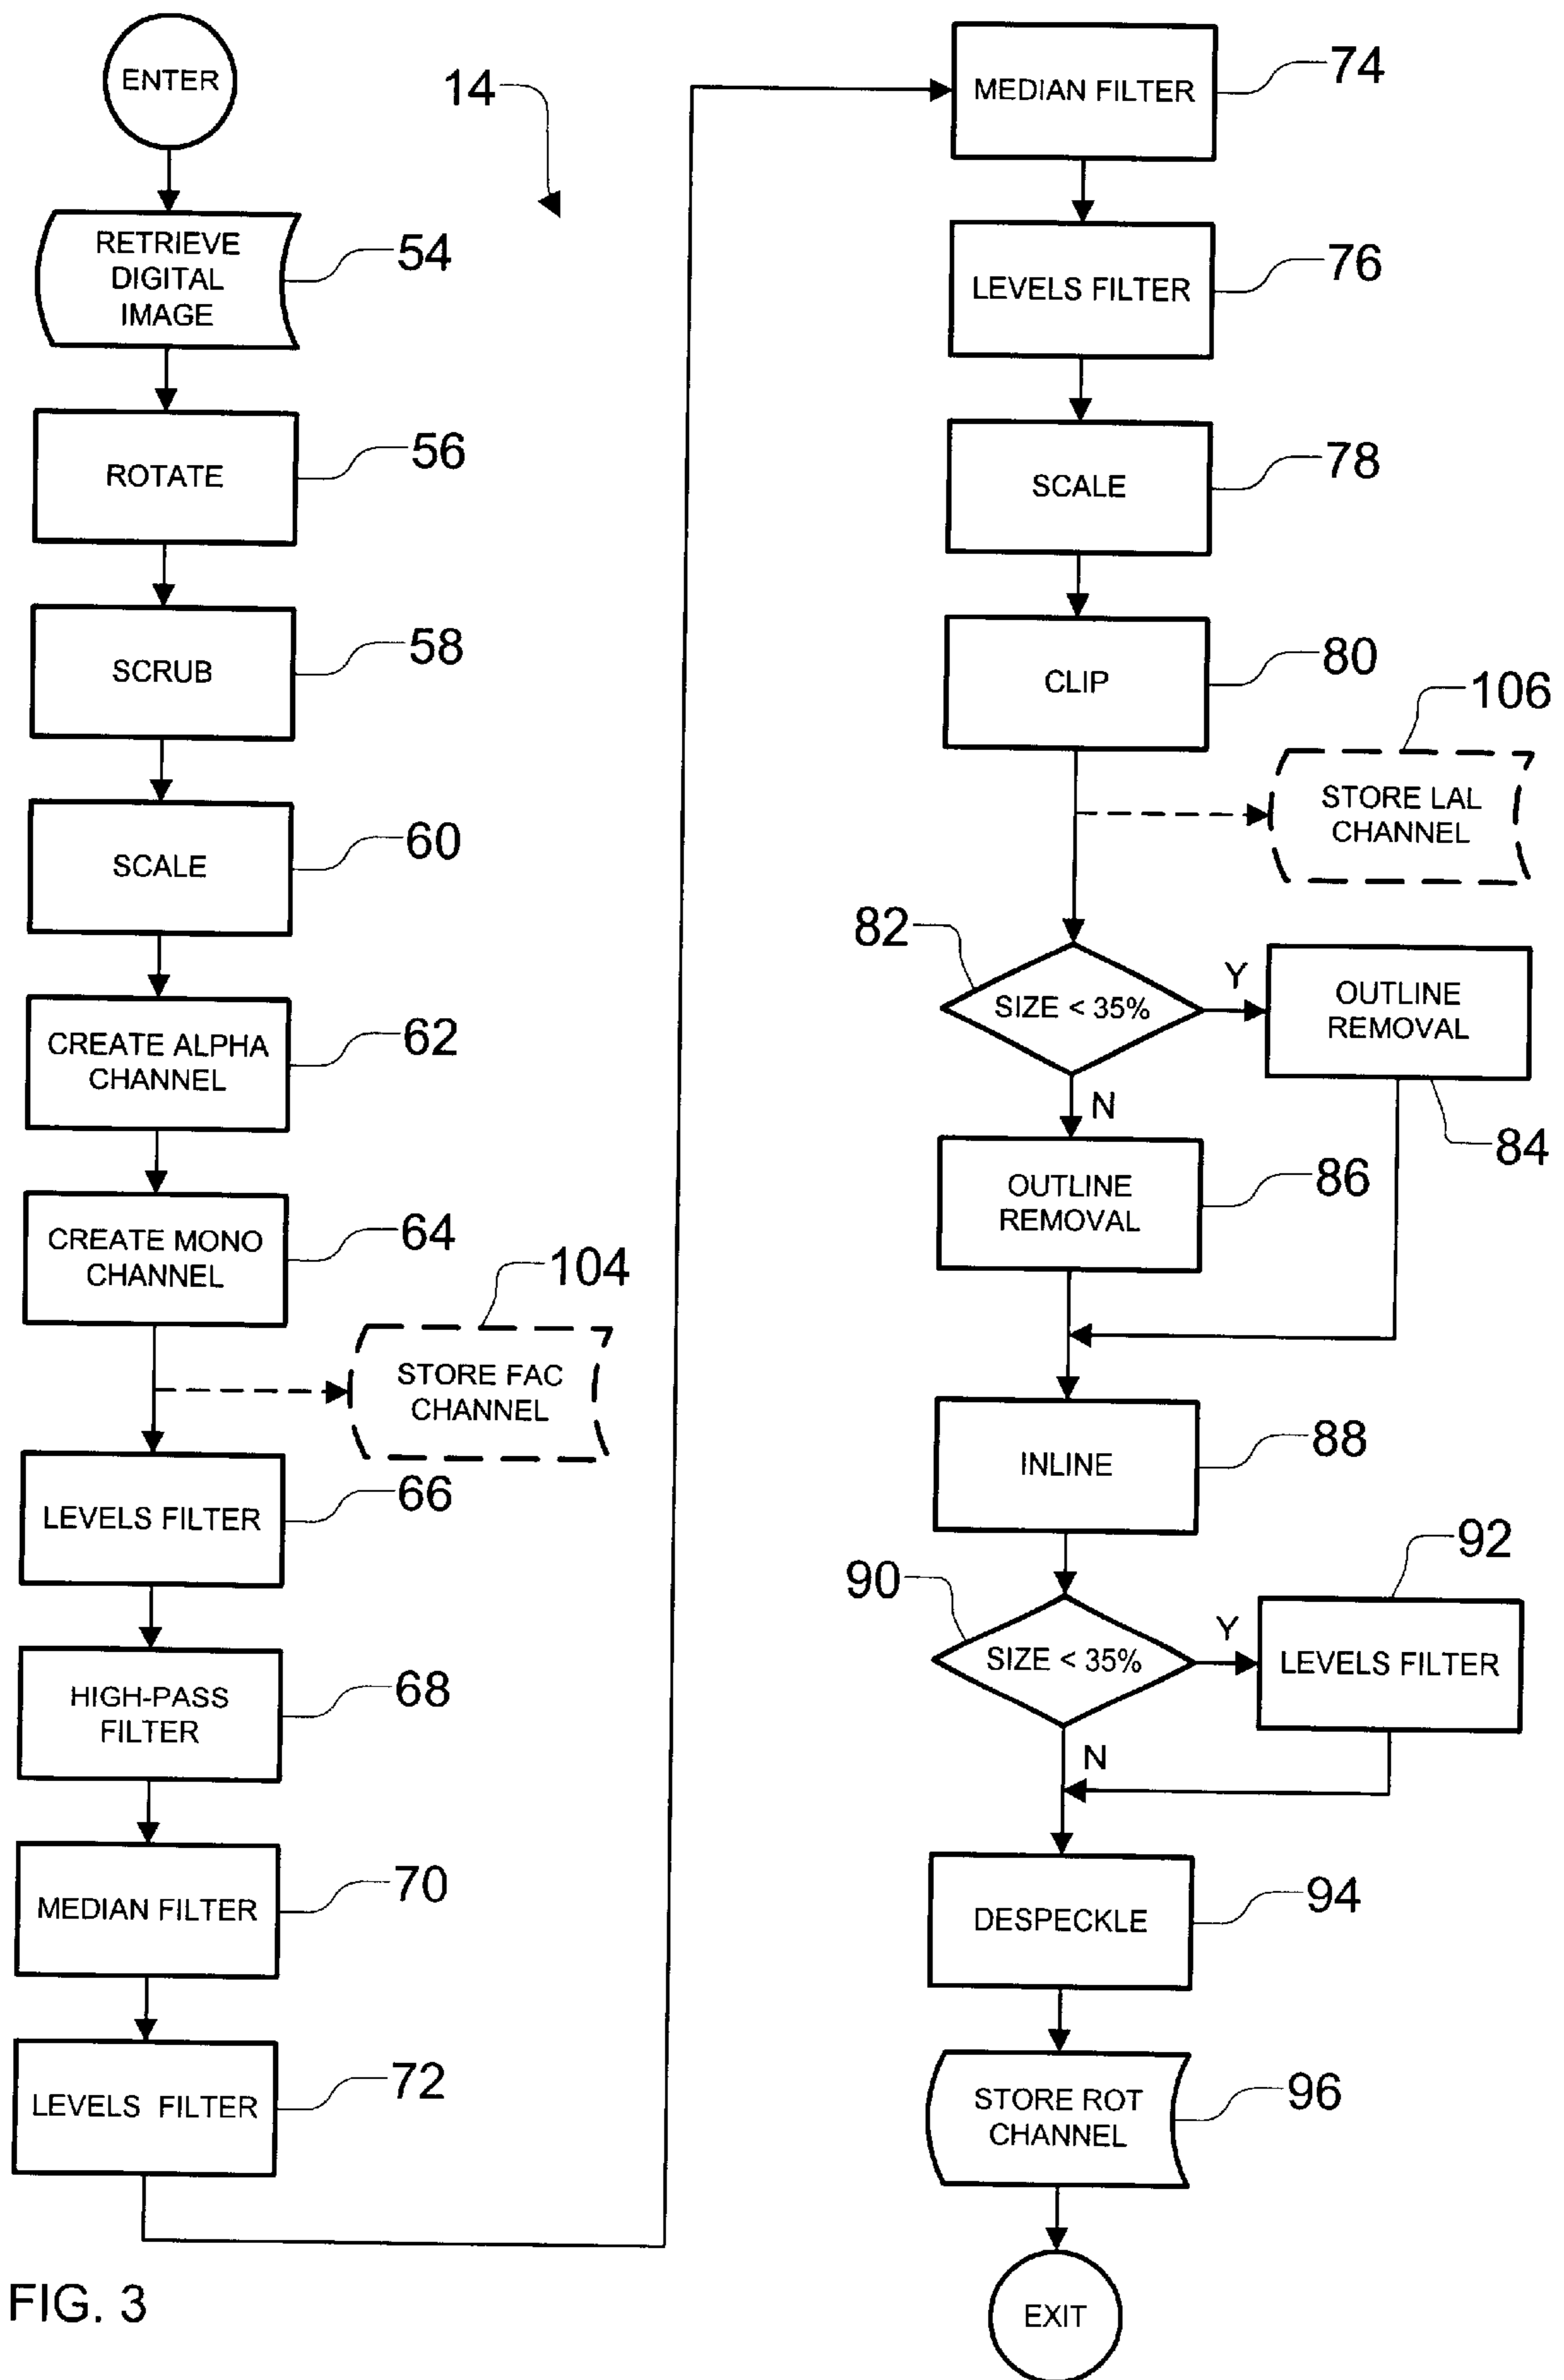 ENTER
14
RETRIEVE
DIGITAL
IMAGE
54
ROTATE
56
SCRUB
58
SCALE
60
CREATE ALPHA
CHANNEL
62
CREATE MONO
CHANNEL
64
104
STORE FAC
CHANNEL
LEVELS FILTER
66
HIGH-PASS
FILTER
68
MEDIAN FILTER
70
LEVELS FILTER
72
MEDIAN FILTER
74
LEVELS FILTER
76
SCALE
78
CLIP
80
106
STORE LAL
CHANNEL
82
SIZE < 35%
Y
OUTLINE
REMOVAL
84
N
OUTLINE
REMOVAL
86
INLINE
88
90
SIZE < 35%
Y
92
LEVELS FILTER
N
DESPECKLE
94
STORE ROT
CHANNEL
96
EXIT
FIG. 3